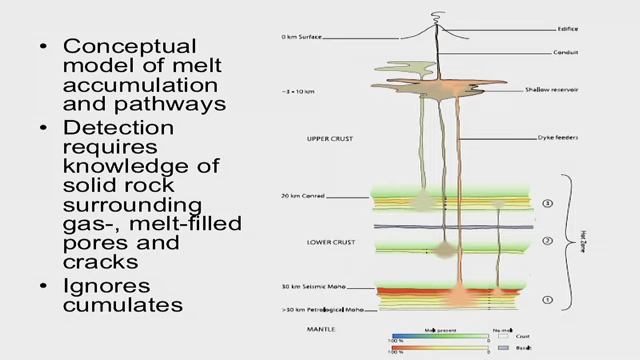 • Conceptual
model of melt
accumulation
and pathways
• Detection
requires
knowledge of
solid rock
surrounding
gas-, melt-filled
pores and
cracks
• Ignores
cumulates
Edifice
0 km Surface
Conduit
~3 – 10 km
Shallow reservoir
UPPER CRUST
Dyke feeders
20 km Conrad
3
LOWER CRUST
2
Hot Zone
30 km Seismic Moho
1
>30 km Petrological Moho
MANTLE
Melt present
No melt
100 %
0
Crust
100 %
0
Basalt